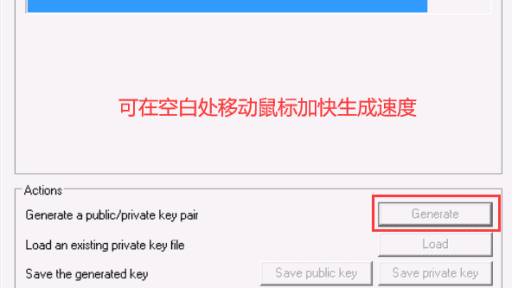 可在空白处移动鼠标加快生成速度
Actions
Generate a public/private key pair
Generate
Load an existing private key file
Load
Save the generated key
Save public key
Save private key